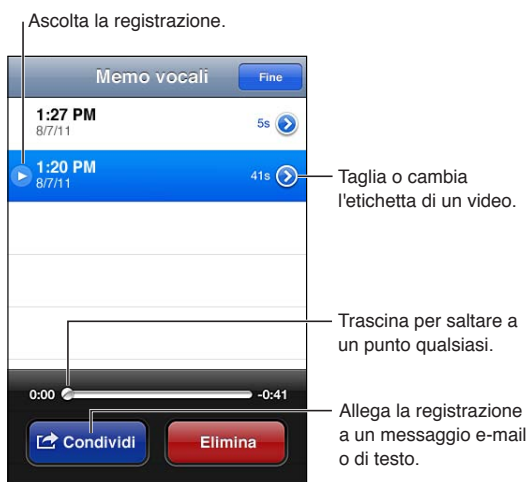 Ascolta la registrazione.
Memo vocali
Fine
1:27 PM
8/7/11
5s
1:20 PM
8/7/11
41s
Taglia o cambia
l'etichetta di un video.
Trascina per saltare a
un punto qualsiasi.
0:00
-0:41
Condividi
Elimina
Allega la registrazione
a un messaggio e-mail
o di testo.